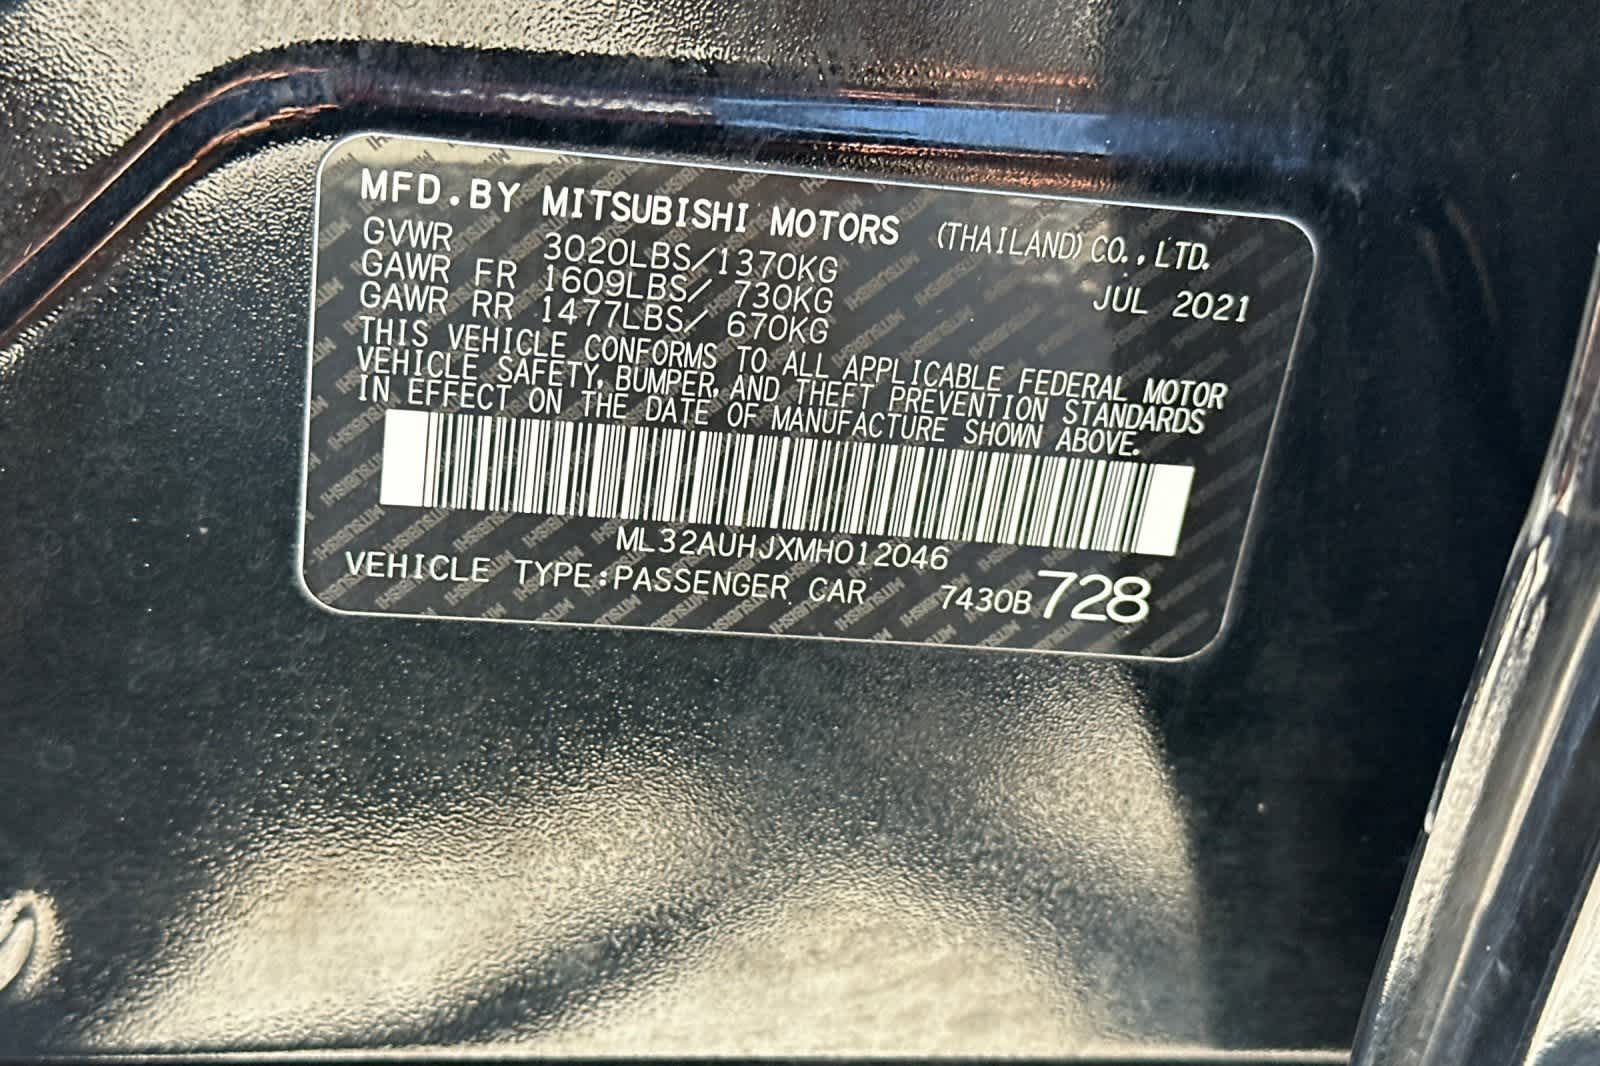 MFD.BY MITSUBISHI MOTORS (THAILAND)CO.,LTD.
GVWR 3020LBS/1370KG
GAWR FR 1609LBS/ 730KG JUL 2021
GAWR RR 1477LBS/ 670KG
THIS VEHICLE CONFORMS TO ALL APPLICABLE FEDERAL MOTOR
VEHICLE SAFETY, BUMPER, AND THEFT PREVENTION STANDARDS
IN EFFECT ON THE DATE OF MANUFACTURE SHOWN ABOVE.
ML32AUHJXMH012046
VEHICLE TYPE:PASSENGER CAR 7430B728